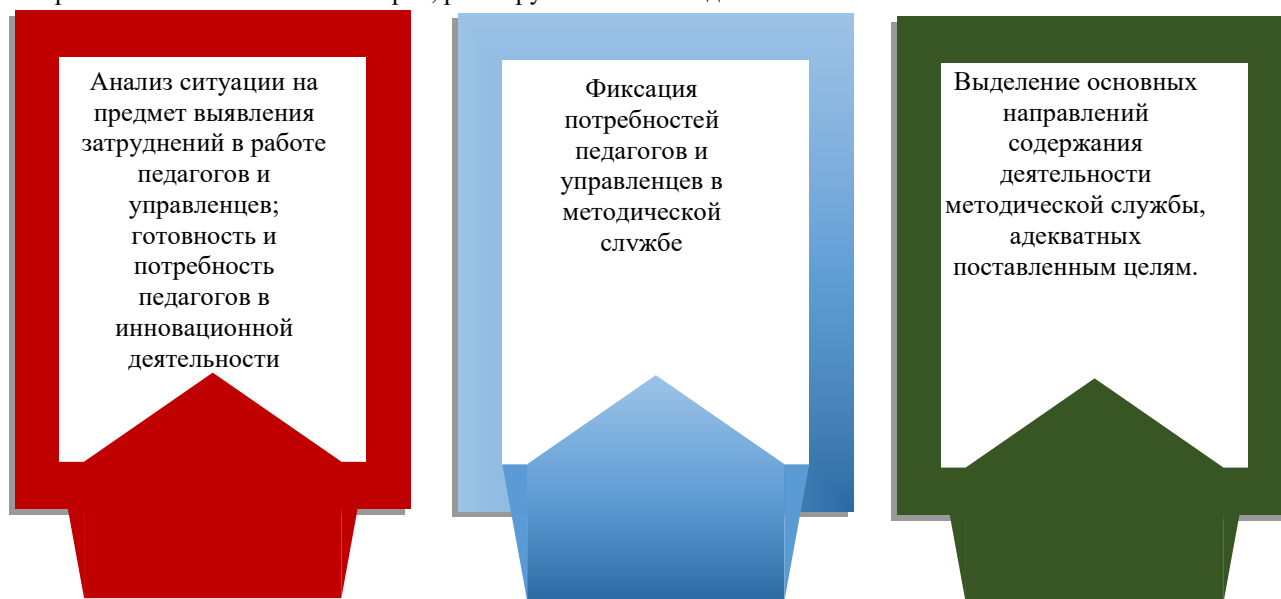 Анализ ситуации на
предмет выявления
затруднений в работе
педагогов и
управленцев;
готовность и
потребность
педагогов в
инновационной
деятельности
Фиксация
потребностей
педагогов и
управленцев в
методической
службе
Выделение основных
направлений
содержания
деятельности
методической службы,
адекватных
поставленным целям.